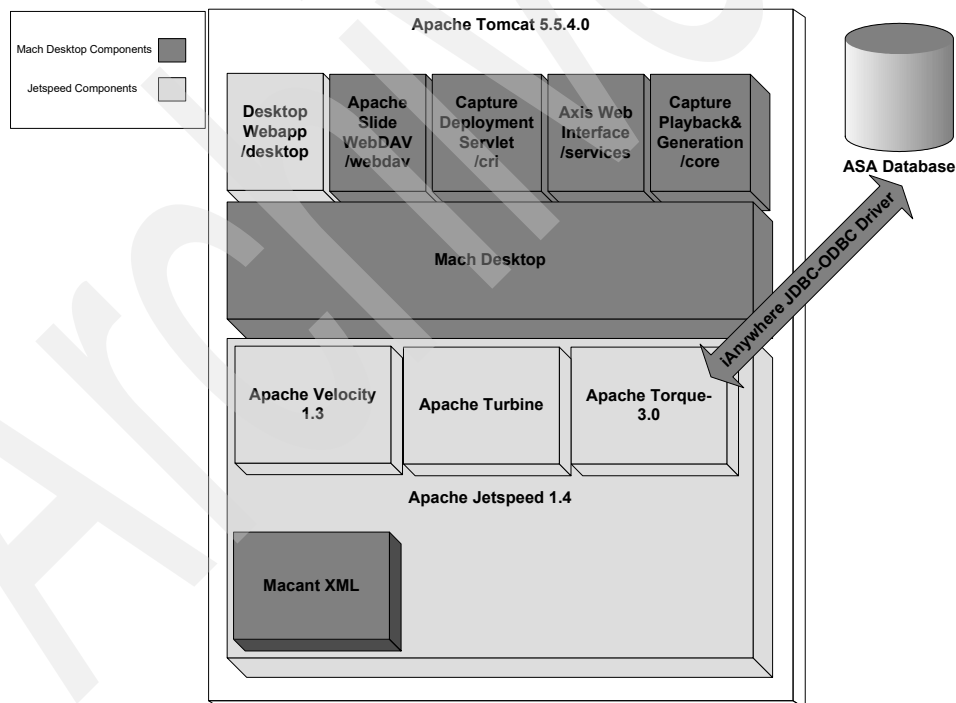 Apache Tomcat 5.5.4.0
Mach Desktop Components
Jetspeed Components
Desktop
Webapp
/desktop
Apache
Slide
WebDAV
/webdav
Capture
Deployment
Servlet
/cri
Axis Web
Interface
/services
Capture
Playback&
Generation
/core
ASA Database
iAnywhere JDBC-ODBC Driver
Mach Desktop
Apache Velocity
1.3
Apache Turbine
Apache Torque-
3.0
Apache Jetspeed 1.4
Macant XML